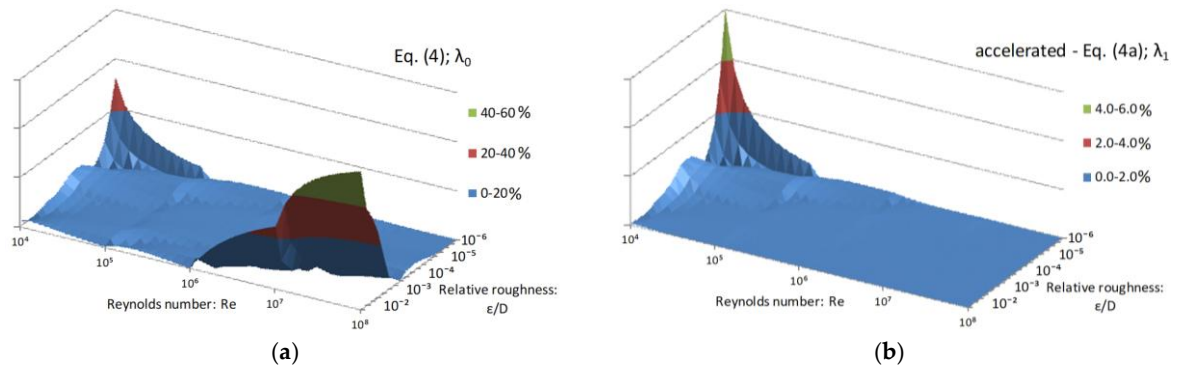 Eq. (4); λ0
40-60 %
20-40 %
0-20%
10^4
10^5
10^6
10^7
10^8
10^-6
10^-5
10^-4
10^-3
10^-2
Reynolds number: Re
Relative roughness:
ε/D
(a)
accelerated - Eq. (4a); λ1
4.0-6.0%
2.0-4.0%
0.0-2.0%
10^4
10^5
10^6
10^7
10^8
10^-6
10^-5
10^-4
10^-3
10^-2
Reynolds number: Re
Relative roughness:
ε/D
(b)